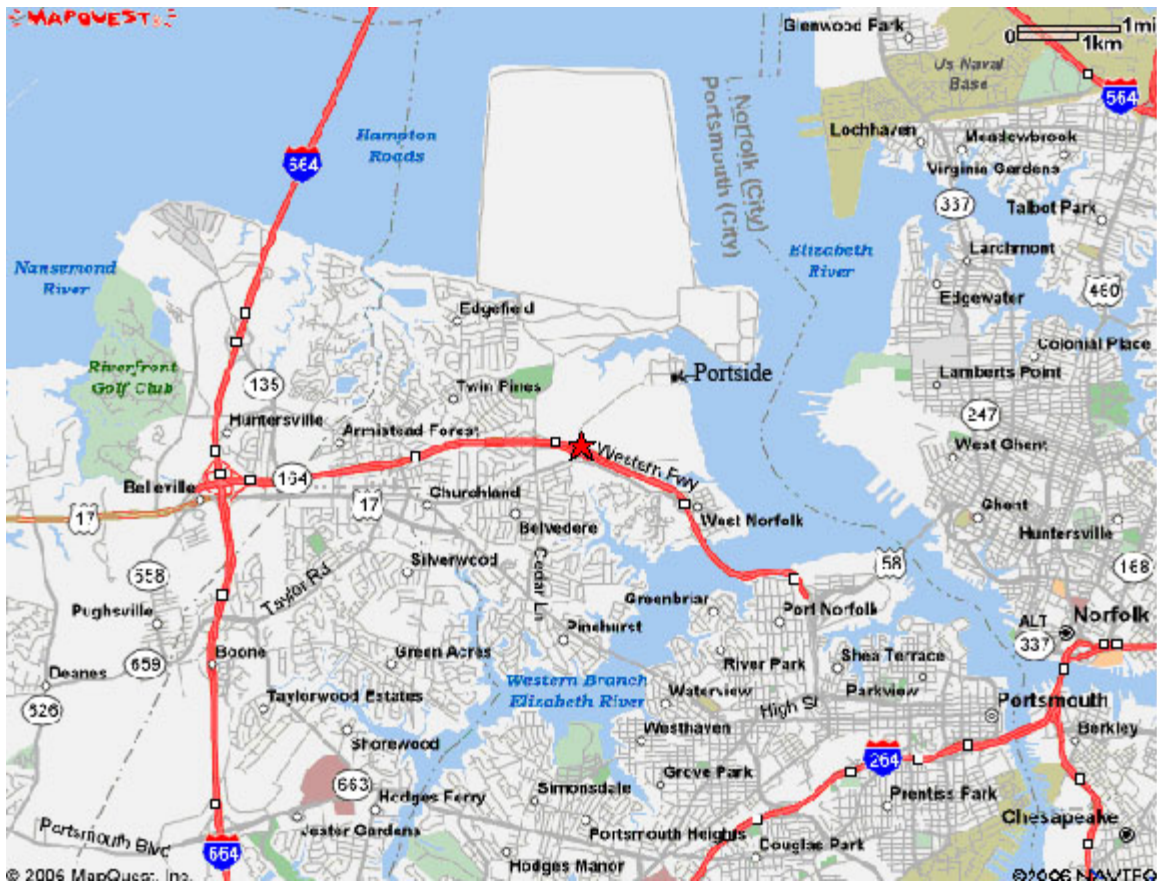 MAPQUEST
Glenwood Park
0
1mi
1km
Us Naval
Base
564
Norfolk (City)
Portsmouth (City)
Hampton
Roads
664
Lochhaven
Meadowbrook
Virginia Gardens
337
Talbot Park
Nansemond
River
Elizabeth
River
Larchmont
Edgewater
460
Edgefield
Colonial Place
Riverfront
Golf Club
135
Twin Pines
Portside
Lamberts Point
247
Huntersville
Armistead Forest
West Ghent
Western Fwy
164
Belleville
17
17
Churchland
West Norfolk
Ghent
Belvedere
Huntersville
58
168
Silverwood
Cedar Ln
658
Taylor Rd
Pughsville
Greenbriar
Port Norfolk
ALT
Norfolk
337
Pinehurst
659
Boone
Green Acres
River Park
Shea Terrace
Deanes
Western Branch
Elizabeth River
Waterview
Parkview
626
Taylorwood Estates
High St
Portsmouth
Westhaven
Berkley
Shorewood
264
663
Grove Park
Hodges Ferry
Simonsdale
Prentiss Park
Jester Gardens
Portsmouth Heights
Chesapeake
Portsmouth Blvd
664
Hodges Manor
Douglas Park
© 2006 MapQuest, Inc.
©2006 NAVTEQ